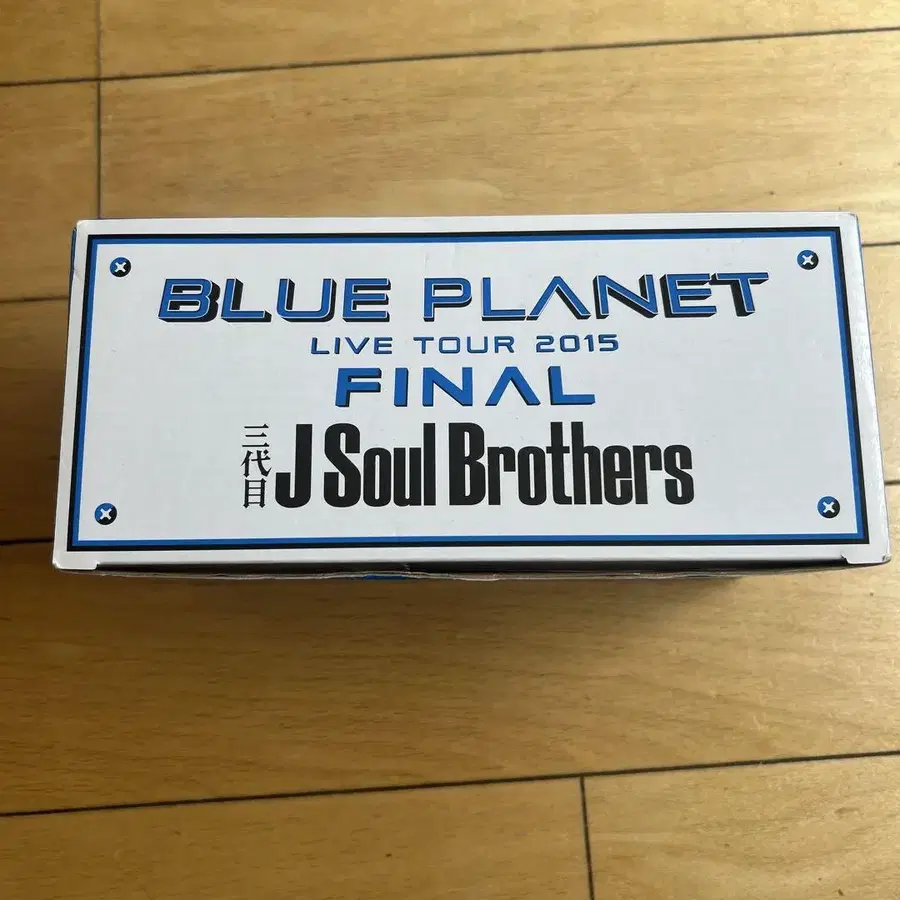 BLUE PLANET
LIVE TOUR 2015
FINAL
三代目 J Soul Brothers